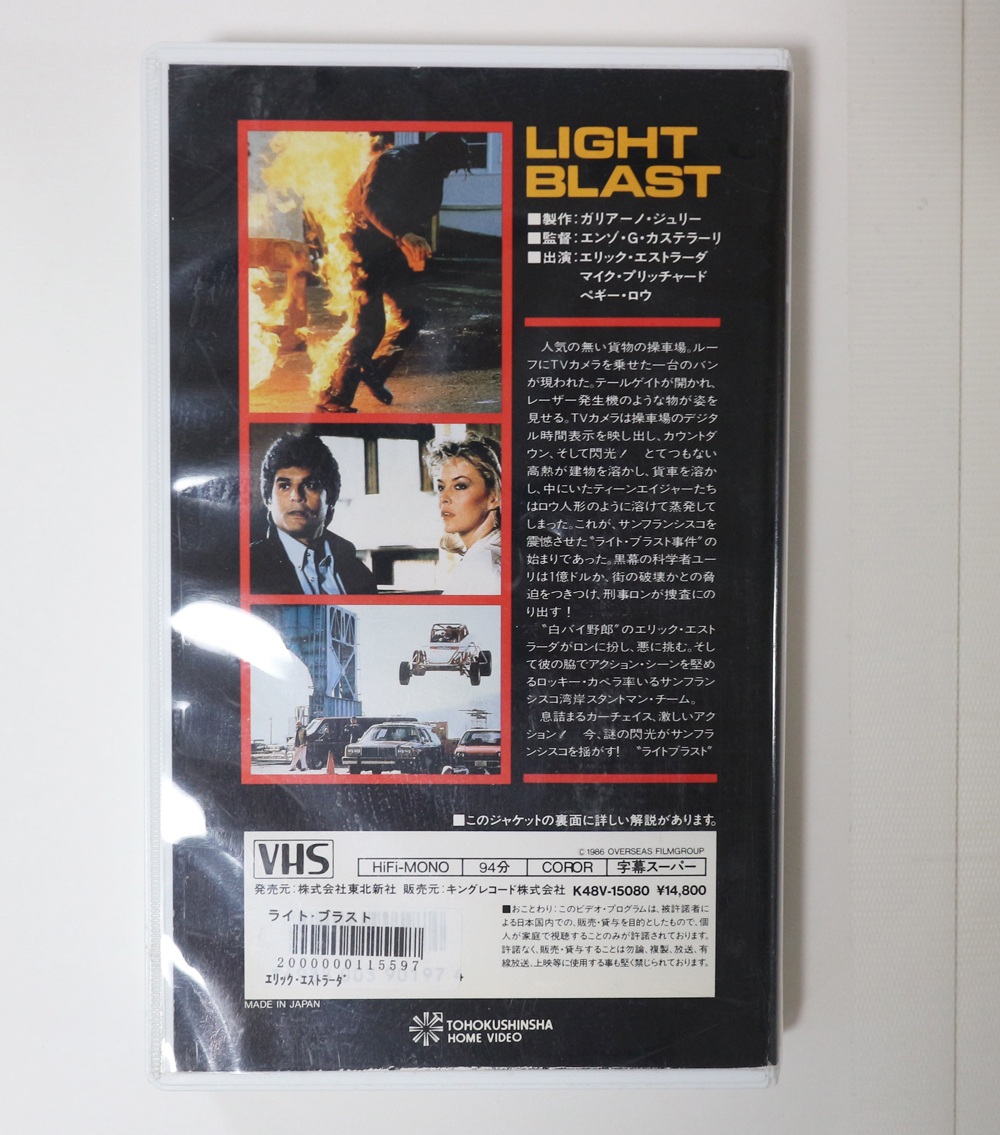 LIGHT
BLAST
■製作：ガリアーノ・ジュリー
■監督：エンゾ・G・カステラーリ
■出演：エリック・エストラーダ
マイク・プリッチャード
ペギー・ロウ
人気の無い貨物の操車場。ルー
フにTVカメラを乗せた一台のバン
が現われた。テールゲイトが開かれ、
レーザー発生機のような物が姿を
見せる。TVカメラは操車場のデジタ
ル時間表示を映し出し、カウントダ
ウン、そして閃光！ とてつもない
高熱が建物を溶かし、貨車を溶か
し、中にいたティーンエイジャーたち
はロウ人形のように溶けて蒸発して
しまった。これが、サンフランシスコを
震憾させた〝ライト・ブラスト事件〟の
始まりであった。黒幕の科学者ユー
リは1億ドルか、街の破壊かとの脅
迫をつきつけ、刑事ロンが捜査にの
り出す！
〝白バイ野郎〟のエリック・エスト
ラーダがロンに扮し、悪に挑む。そし
て彼の脇でアクション・シーンを堅め
るロッキー・カペラ率いるサンフラン
シスコ湾岸スタントマン・チーム。
息詰まるカーチェイス、激しいアク
ション！ 今、謎の閃光がサンフラ
ンシスコを揺がす！ 〝ライトブラスト〟
■このジャケットの裏面に詳しい解説があります。
©1986 OVERSEAS FILMGROUP
VHS
HiFi-MONO 94分 COROR 字幕スーパー
発売元：株式会社東北新社 販売元：キングレコード株式会社 K48V-15080 ¥14,800
■おことわり：このビデオ・プログラムは、被許諾者に
よる日本国内での、販売・貸与を目的としたもので、個
人が家庭で視聴することのみが許諾されております。
許諾なく、販売・貸与することは勿論、複製、放送、有
線放送、上映等に使用する事も堅く禁じられております。
ライト・ブラスト
2000000115597
エリック・エストラーダ
MADE IN JAPAN
TOHOKUSHINSHA
HOME VIDEO